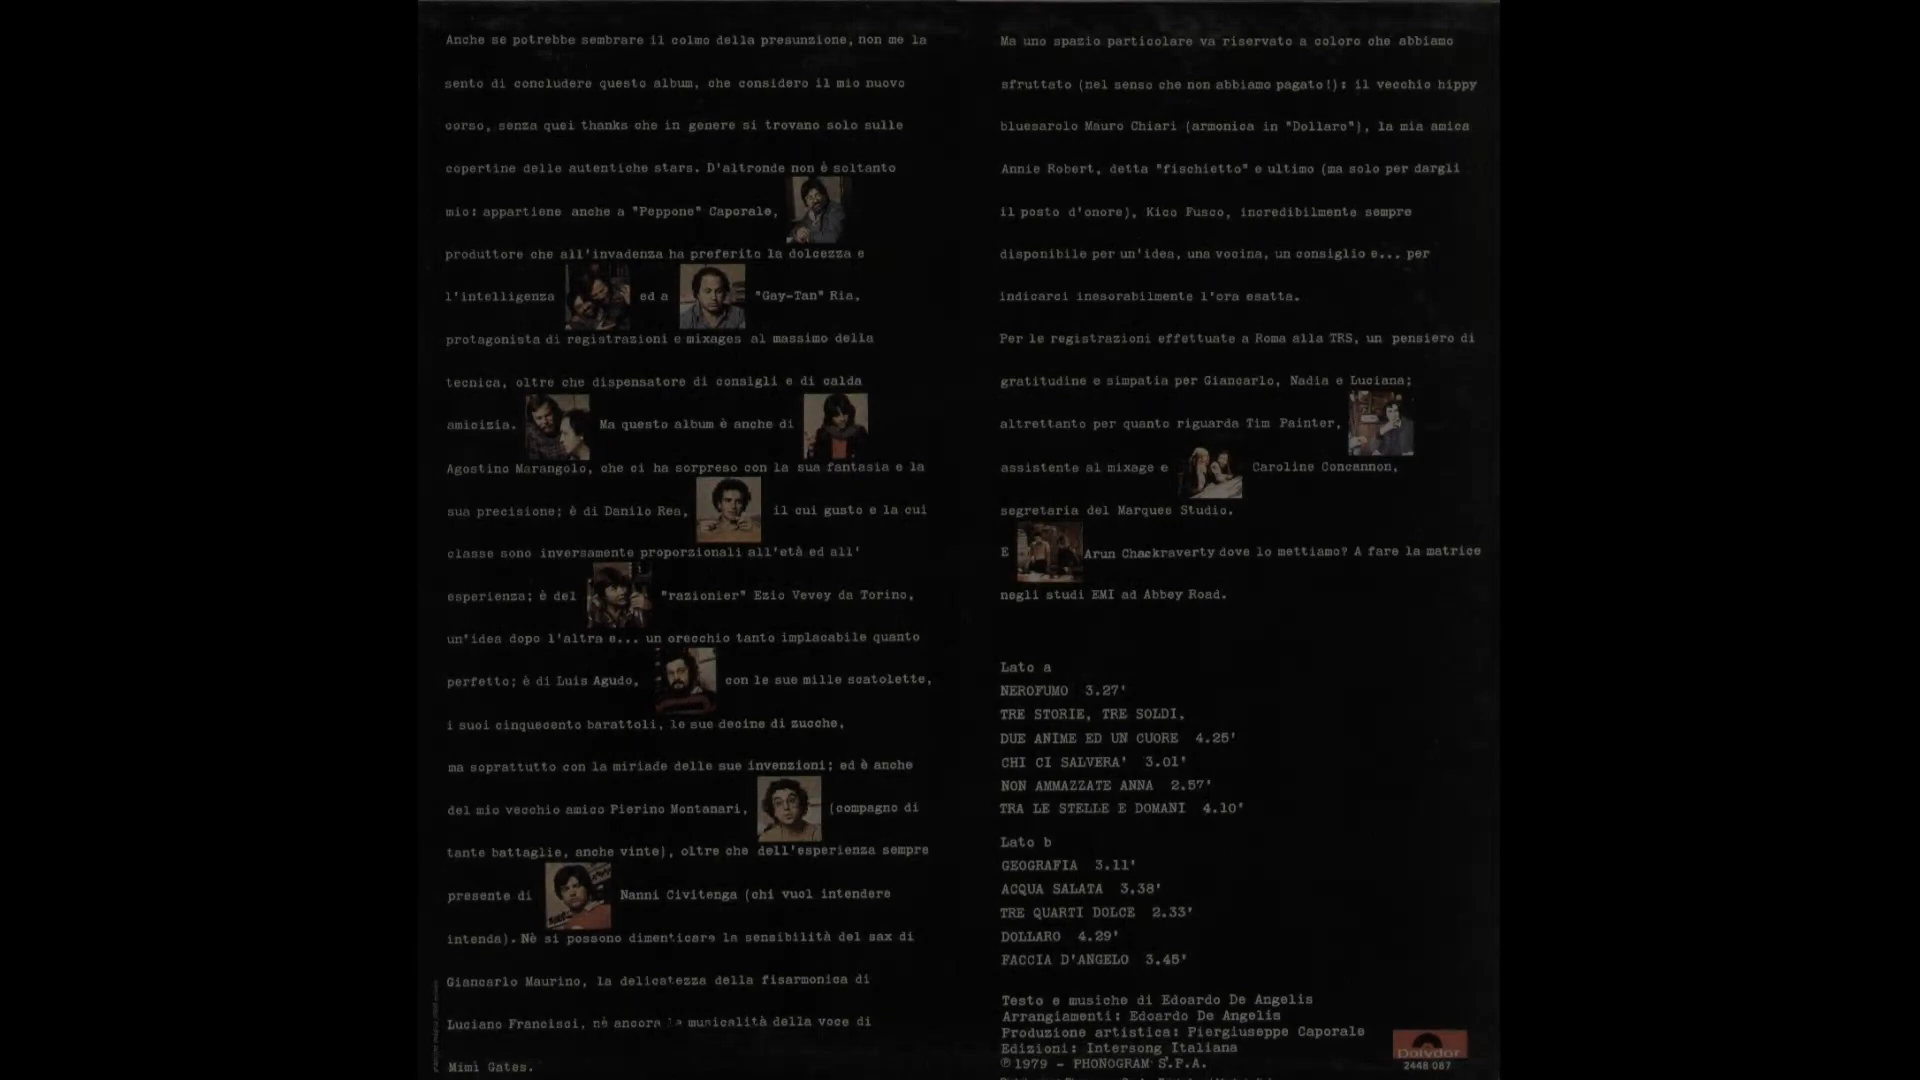 Anche se potrebbe sembrare il colmo della presunzione, non me la
sento di concludere questo album, che considero il mio nuovo
corso, senza quei thanks che in genere si trovano solo sulle
copertine delle autentiche stars. D'altronde non è soltanto
mio: appartiene anche a "Peppone" Caporale,
produttore che all'invadenza ha preferito la dolcezza e
l'intelligenza ed a "Gay-Tan" Ria,
protagonista di registrazioni e mixages al massimo della
tecnica, oltre che dispensatore di consigli e di calda
amicizia. Ma questo album è anche di
Agostino Marangolo, che ci ha sorpreso con la sua fantasia e la
sua precisione; è di Danilo Rea, il cui gusto e la cui
classe sono inversamente proporzionali all'età ed all'
esperienza; è del "razionier" Ezio Vevey da Torino,
un'idea dopo l'altra e... un orecchio tanto implacabile quanto
perfetto; è di Luis Agudo, con le sue mille scatolette,
i suoi cinquecento barattoli, le sue decine di zucche,
ma soprattutto con la miriade delle sue invenzioni; ed è anche
del mio vecchio amico Pierino Montanari, (compagno di
tante battaglie, anche vinte), oltre che dell'esperienza sempre
presente di Nanni Civitenga (chi vuol intendere
intenda). Nè si possono dimenticare la sensibilità del sax di
Giancarlo Maurino, la delicatezza della fisarmonica di
Luciano Francisci, nè ancora la musicalità della voce di
Mimì Gates.
Ma uno spazio particolare va riservato a coloro che abbiamo
sfruttato (nel senso che non abbiamo pagato!): il vecchio hippy
bluesarolo Mauro Chiari (armonica in "Dollaro"), la mia amica
Annie Robert, detta "fischietto" e ultimo (ma solo per dargli
il posto d'onore), Kico Fusco, incredibilmente sempre
disponibile per un'idea, una vocina, un consiglio e... per
indicarci inesorabilmente l'ora esatta.
Per le registrazioni effettuate a Roma alla TRS, un pensiero di
gratitudine e simpatia per Giancarlo, Nadia e Luciana;
altrettanto per quanto riguarda Tim Painter,
assistente al mixage e Caroline Concannon,
segretaria del Marquee Studio.
E Arun Chackraverty dove lo mettiamo? A fare la matrice
negli studi EMI ad Abbey Road.
Lato a
NEROFUMO 3.27'
TRE STORIE, TRE SOLDI,
DUE ANIME ED UN CUORE 4.25'
CHI CI SALVERA' 3.01'
NON AMMAZZATE ANNA 2.57'
TRA LE STELLE E DOMANI 4.10'
Lato b
GEOGRAFIA 3.11'
ACQUA SALATA 3.38'
TRE QUARTI DOLCE 2.33'
DOLLARO 4.29'
FACCIA D'ANGELO 3.45'
Testo e musiche di Edoardo De Angelis
Arrangiamenti: Edoardo De Angelis
Produzione artistica: Piergiuseppe Caporale
Edizioni: Intersong Italiana
℗ 1979 - PHONOGRAM S.P.A.
Polydor
2448 087